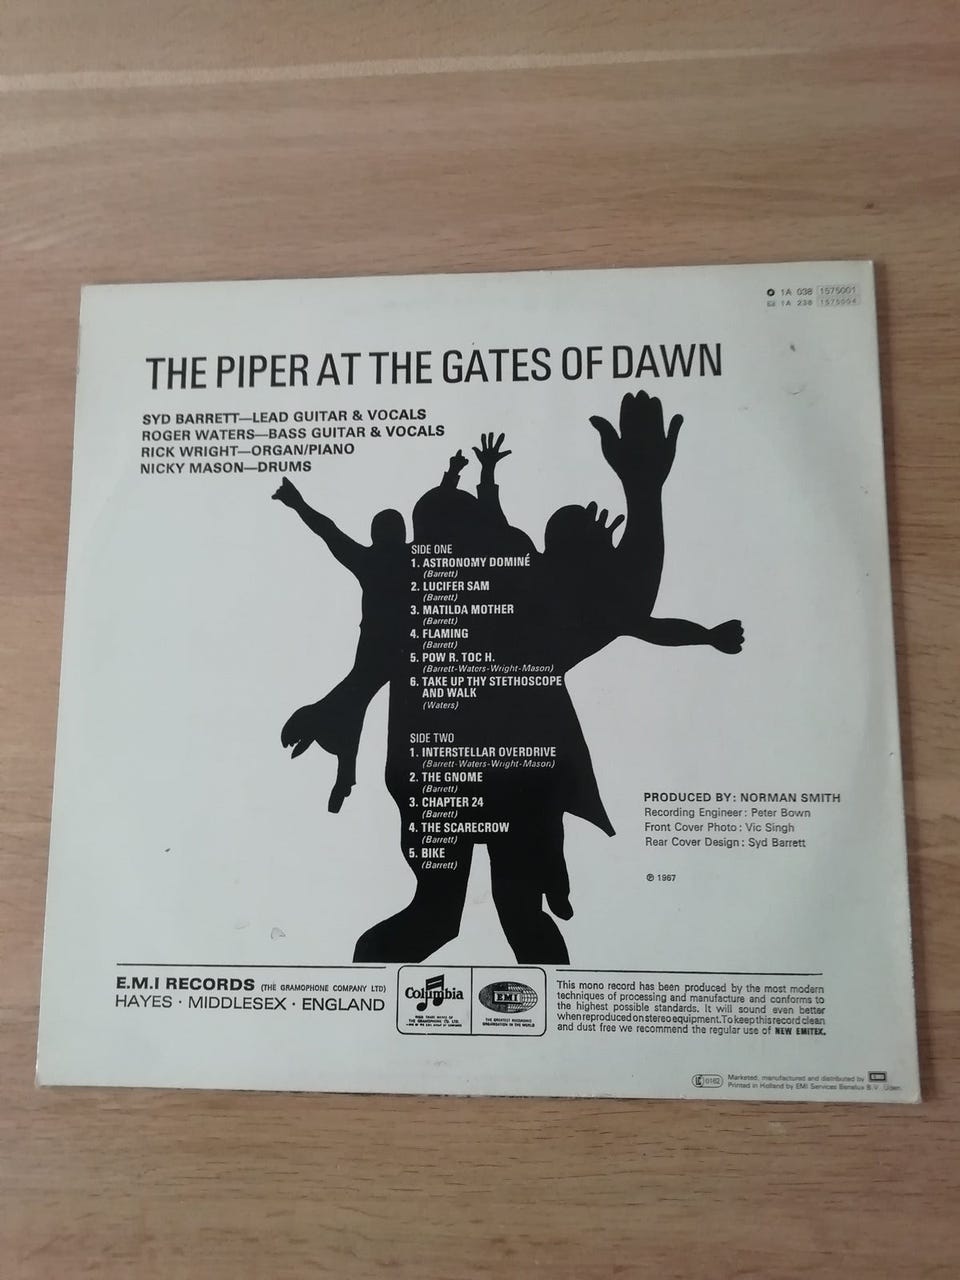 1A 038 1575001
1A 238 1575004
THE PIPER AT THE GATES OF DAWN
SYD BARRETT—LEAD GUITAR & VOCALS
ROGER WATERS—BASS GUITAR & VOCALS
RICK WRIGHT—ORGAN/PIANO
NICKY MASON—DRUMS
SIDE ONE
1. ASTRONOMY DOMINÉ
(Barrett)
2. LUCIFER SAM
(Barrett)
3. MATILDA MOTHER
(Barrett)
4. FLAMING
(Barrett)
5. POW R. TOC H.
(Barrett-Waters-Wright-Mason)
6. TAKE UP THY STETHOSCOPE
AND WALK
(Waters)
SIDE TWO
1. INTERSTELLAR OVERDRIVE
(Barrett-Waters-Wright-Mason)
2. THE GNOME
(Barrett)
3. CHAPTER 24
(Barrett)
4. THE SCARECROW
(Barrett)
5. BIKE
(Barrett)
PRODUCED BY: NORMAN SMITH
Recording Engineer: Peter Bown
Front Cover Photo: Vic Singh
Rear Cover Design: Syd Barrett
℗ 1967
E.M.I RECORDS (THE GRAMOPHONE COMPANY LTD)
HAYES · MIDDLESEX · ENGLAND
Columbia
EMI
THE GREATEST RECORDING
ORGANISATION IN THE WORLD
This mono record has been produced by the most modern
techniques of processing and manufacture and conforms to
the highest possible standards. It will sound even better
when reproduced on stereo equipment. To keep this record clean
and dust free we recommend the regular use of NEW EMITEX.
0162
Marketed, manufactured and distributed by EMI
Printed in Holland by EMI Services Benelux B.V. Uden